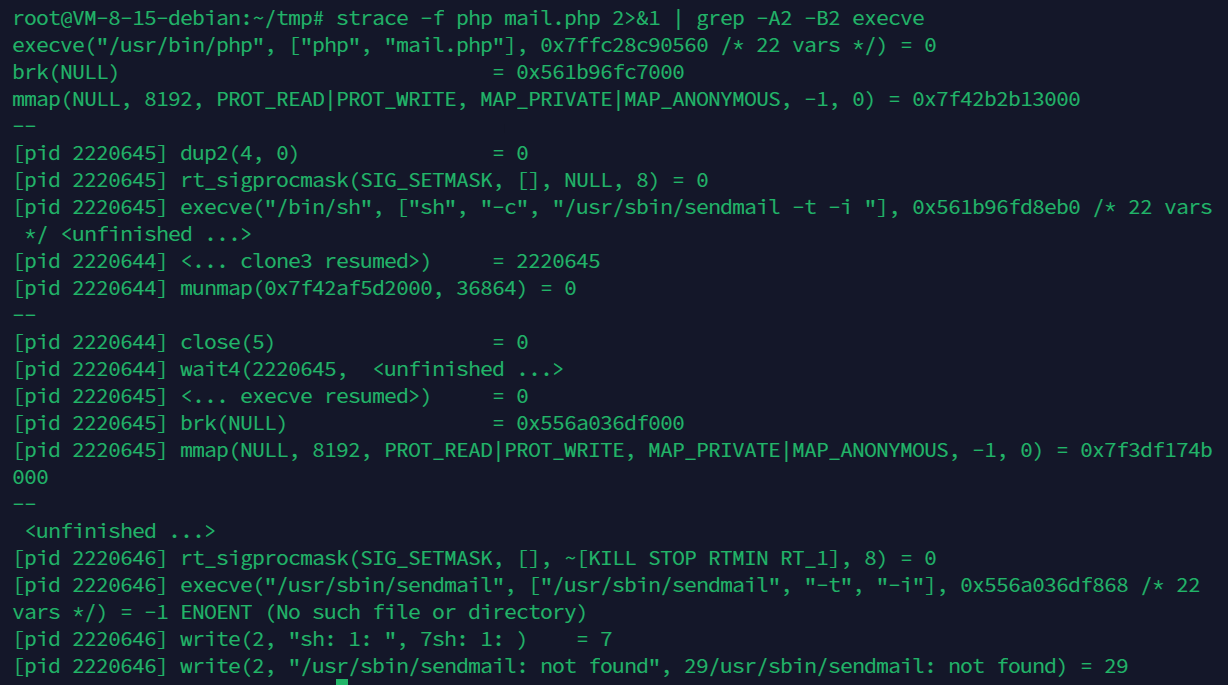 root@VM-8-15-debian:~/tmp# strace -f php mail.php 2>&1 | grep -A2 -B2 execve
execve("/usr/bin/php", ["php", "mail.php"], 0x7ffc28c90560 /* 22 vars */) = 0
brk(NULL)                               = 0x561b96fc7000
mmap(NULL, 8192, PROT_READ|PROT_WRITE, MAP_PRIVATE|MAP_ANONYMOUS, -1, 0) = 0x7f42b2b13000
--
[pid 2220645] dup2(4, 0)                = 0
[pid 2220645] rt_sigprocmask(SIG_SETMASK, [], NULL, 8) = 0
[pid 2220645] execve("/bin/sh", ["sh", "-c", "/usr/sbin/sendmail -t -i "], 0x561b96fd8eb0 /* 22 vars
 */ <unfinished ...>
[pid 2220644] <... clone3 resumed>)     = 2220645
[pid 2220644] munmap(0x7f42af5d2000, 36864) = 0
--
[pid 2220644] close(5)                  = 0
[pid 2220644] wait4(2220645,  <unfinished ...>
[pid 2220645] <... execve resumed>)     = 0
[pid 2220645] brk(NULL)                 = 0x556a036df000
[pid 2220645] mmap(NULL, 8192, PROT_READ|PROT_WRITE, MAP_PRIVATE|MAP_ANONYMOUS, -1, 0) = 0x7f3df174b
000
--
 <unfinished ...>
[pid 2220646] rt_sigprocmask(SIG_SETMASK, [], ~[KILL STOP RTMIN RT_1], 8) = 0
[pid 2220646] execve("/usr/sbin/sendmail", ["/usr/sbin/sendmail", "-t", "-i"], 0x556a036df868 /* 22
vars */) = -1 ENOENT (No such file or directory)
[pid 2220646] write(2, "sh: 1: ", 7sh: 1: )    = 7
[pid 2220646] write(2, "/usr/sbin/sendmail: not found", 29/usr/sbin/sendmail: not found) = 29